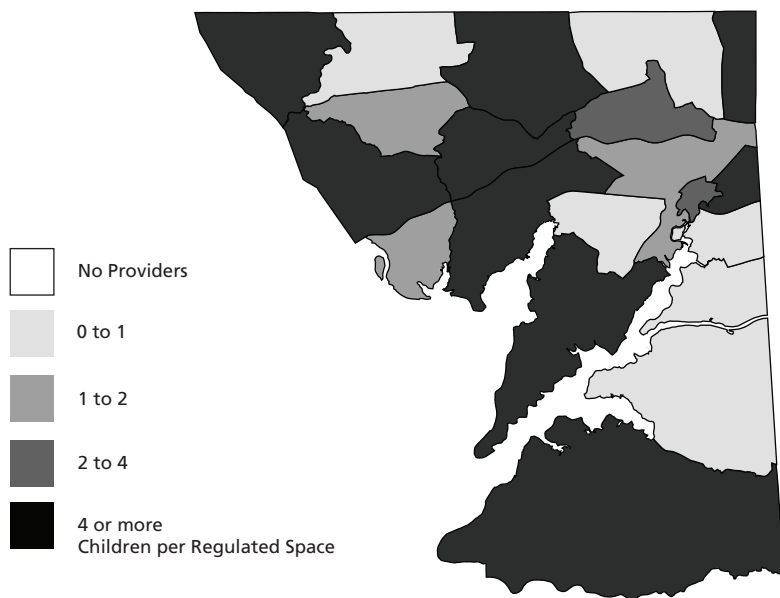 No Providers
0 to 1
1 to 2
2 to 4
4 or more
Children per Regulated Space